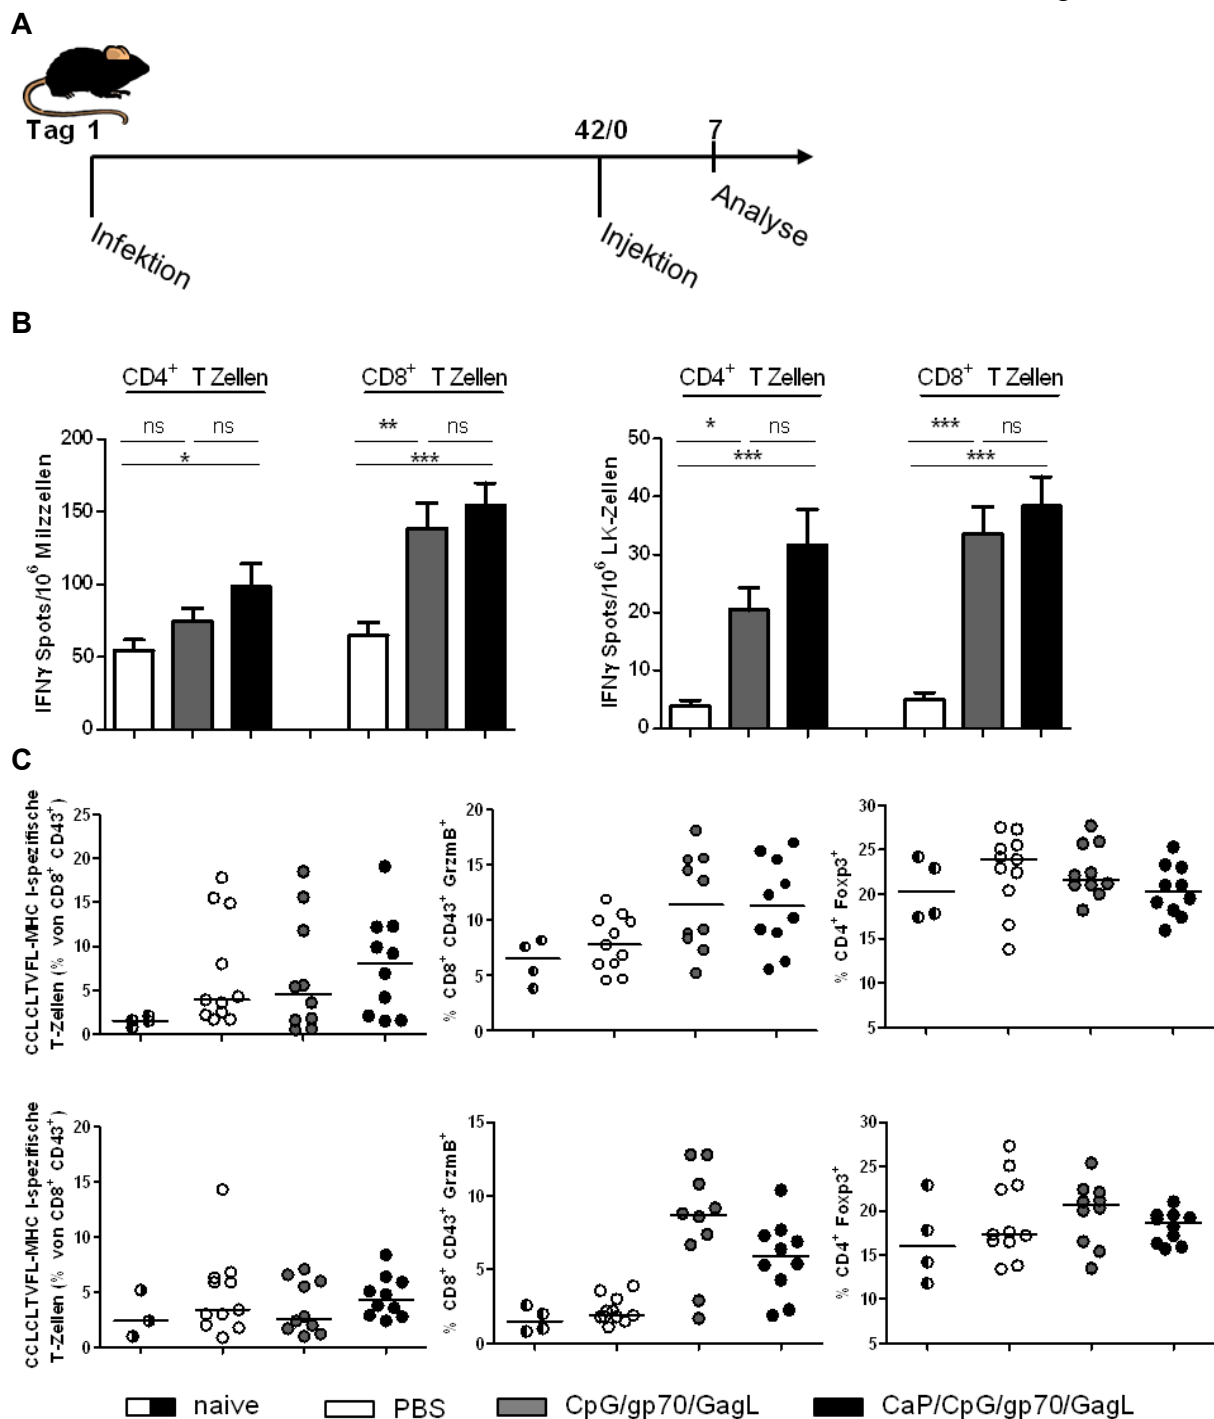 A
Tag 1
42/0
7
Infektion
Injektion
Analyse
B
CD4+ T Zellen
CD8+ T Zellen
CD4+ T Zellen
CD8+ T Zellen
ns
ns
*
**
ns
***
*
ns
***
***
ns
***
IFNγ Spots/10^6 Milzzellen
200
150
100
50
0
IFNγ Spots/10^6 LK-Zellen
50
40
30
20
10
0
C
CCLCLTVFL-MHC I-spezifische
T-Zellen (% von CD8+ CD43+)
25
20
15
10
5
0
% CD8+ CD43+ GrzmB+
20
15
10
5
0
% CD4+ Foxp3+
30
25
20
15
10
5
CCLCLTVFL-MHC I-spezifische
T-Zellen (% von CD8+ CD43+)
20
15
10
5
0
% CD8+ CD43+ GrzmB+
15
10
5
0
% CD4+ Foxp3+
30
25
20
15
10
5
naive
PBS
CpG/gp70/GagL
CaP/CpG/gp70/GagL